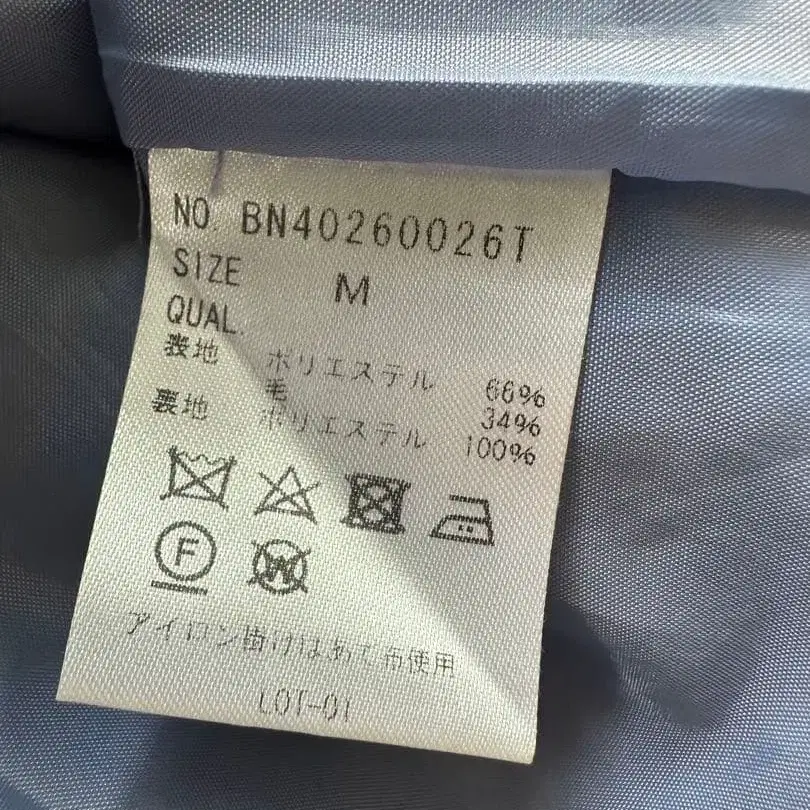 NO. BN40260026T
SIZE M
QUAL.
表地 ポリエステル 66%
毛 34%
裏地 ポリエステル 100%
F
W
アイロン掛けはあて布使用
LOT-01